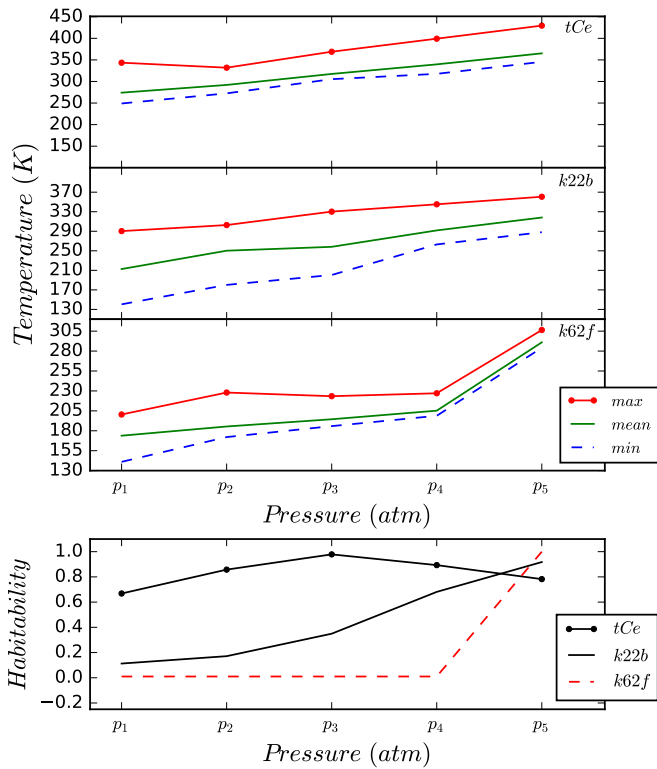 450
400
350
300
250
150
tCe
370
330
290
250
210
170
130
k22b
305
280
255
230
205
180
155
130
k62f
Temperature (K)
max
mean
min
p₁ p₂ p₃ p₄ p₅
Pressure (atm)
1.0
0.8
0.6
0.4
0.2
0.0
−0.2
Habitability
tCe
k22b
k62f
p₁ p₂ p₃ p₄ p₅
Pressure (atm)